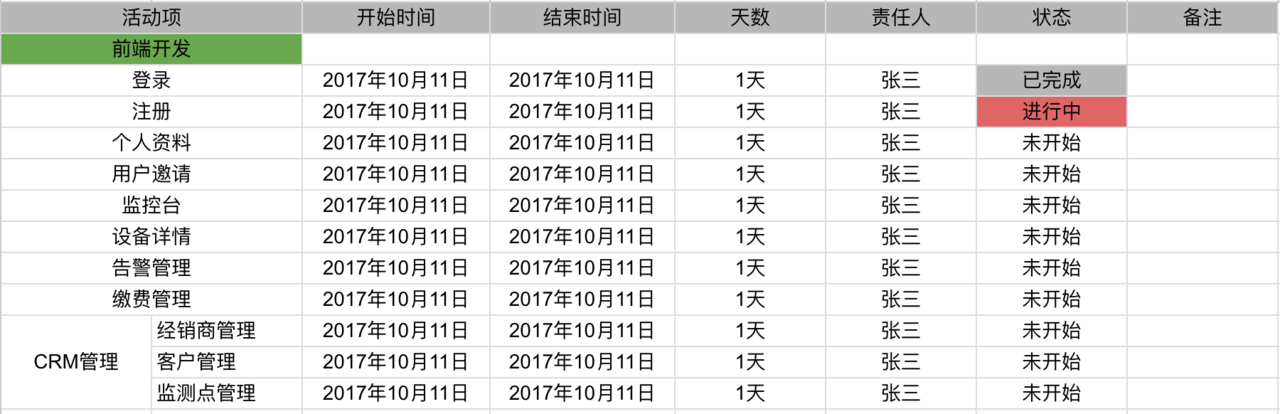 活动项 开始时间 结束时间 天数 责任人 状态 备注
前端开发
登录 2017年10月11日 2017年10月11日 1天 张三 已完成
注册 2017年10月11日 2017年10月11日 1天 张三 进行中
个人资料 2017年10月11日 2017年10月11日 1天 张三 未开始
用户邀请 2017年10月11日 2017年10月11日 1天 张三 未开始
监控台 2017年10月11日 2017年10月11日 1天 张三 未开始
设备详情 2017年10月11日 2017年10月11日 1天 张三 未开始
告警管理 2017年10月11日 2017年10月11日 1天 张三 未开始
缴费管理 2017年10月11日 2017年10月11日 1天 张三 未开始
经销商管理 2017年10月11日 2017年10月11日 1天 张三 未开始
CRM管理 客户管理 2017年10月11日 2017年10月11日 1天 张三 未开始
监测点管理 2017年10月11日 2017年10月11日 1天 张三 未开始